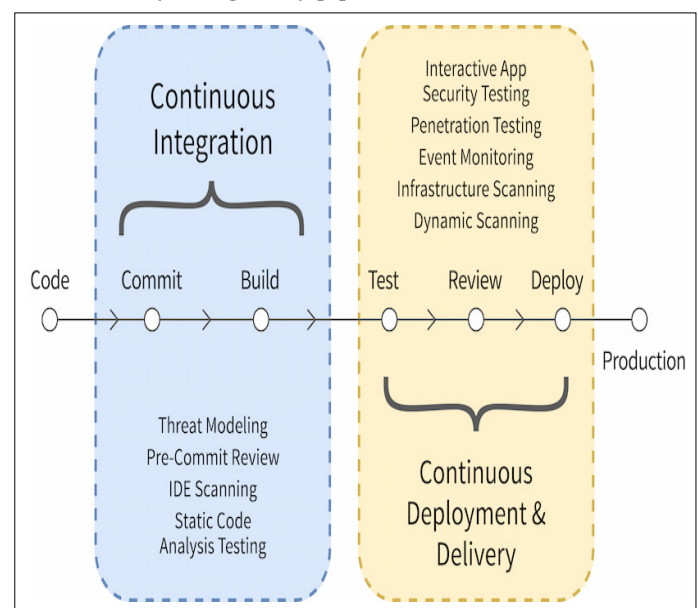 Continuous
Integration
Interactive App
Security Testing
Penetration Testing
Event Monitoring
Infrastructure Scanning
Dynamic Scanning
Code
Commit
Build
Test
Review
Deploy
Production
Threat Modeling
Pre-Commit Review
IDE Scanning
Static Code
Analysis Testing
Continuous
Deployment &
Delivery